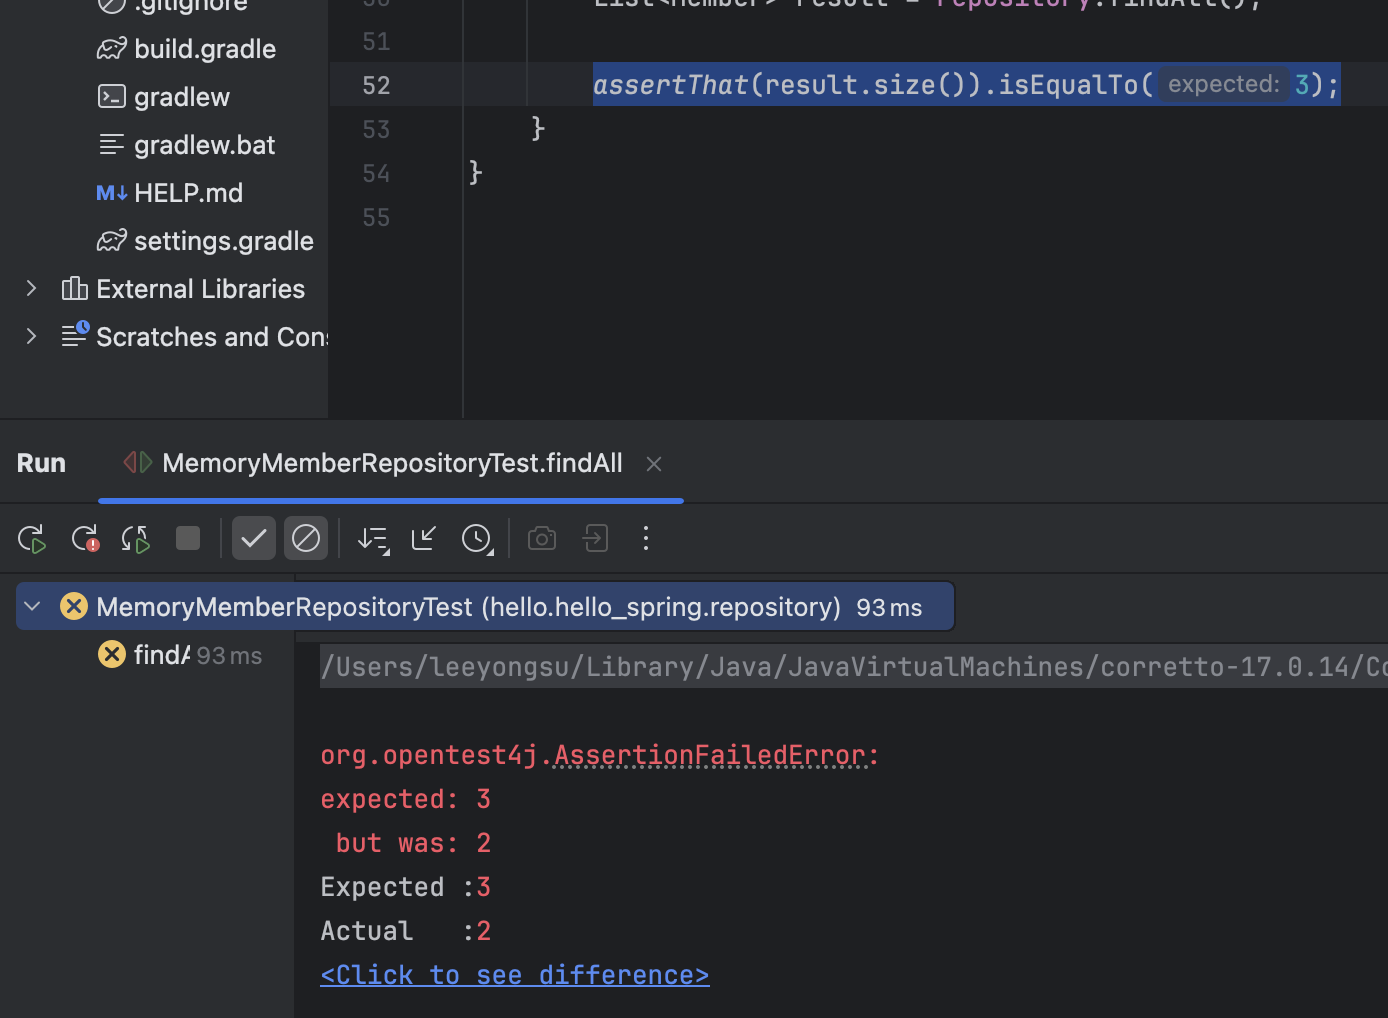 .gitignore
build.gradle
gradlew
gradlew.bat
M↓ HELP.md
settings.gradle
External Libraries
Scratches and Con
50 List<Member> result = repository.findAll();
51
52 assertThat(result.size()).isEqualTo( expected: 3);
53 }
54 }
55
Run MemoryMemberRepositoryTest.findAll
MemoryMemberRepositoryTest (hello.hello_spring.repository) 93 ms
findA 93 ms
/Users/leeyongsu/Library/Java/JavaVirtualMachines/corretto-17.0.14/Co
org.opentest4j.AssertionFailedError:
expected: 3
but was: 2
Expected :3
Actual :2
<Click to see difference>